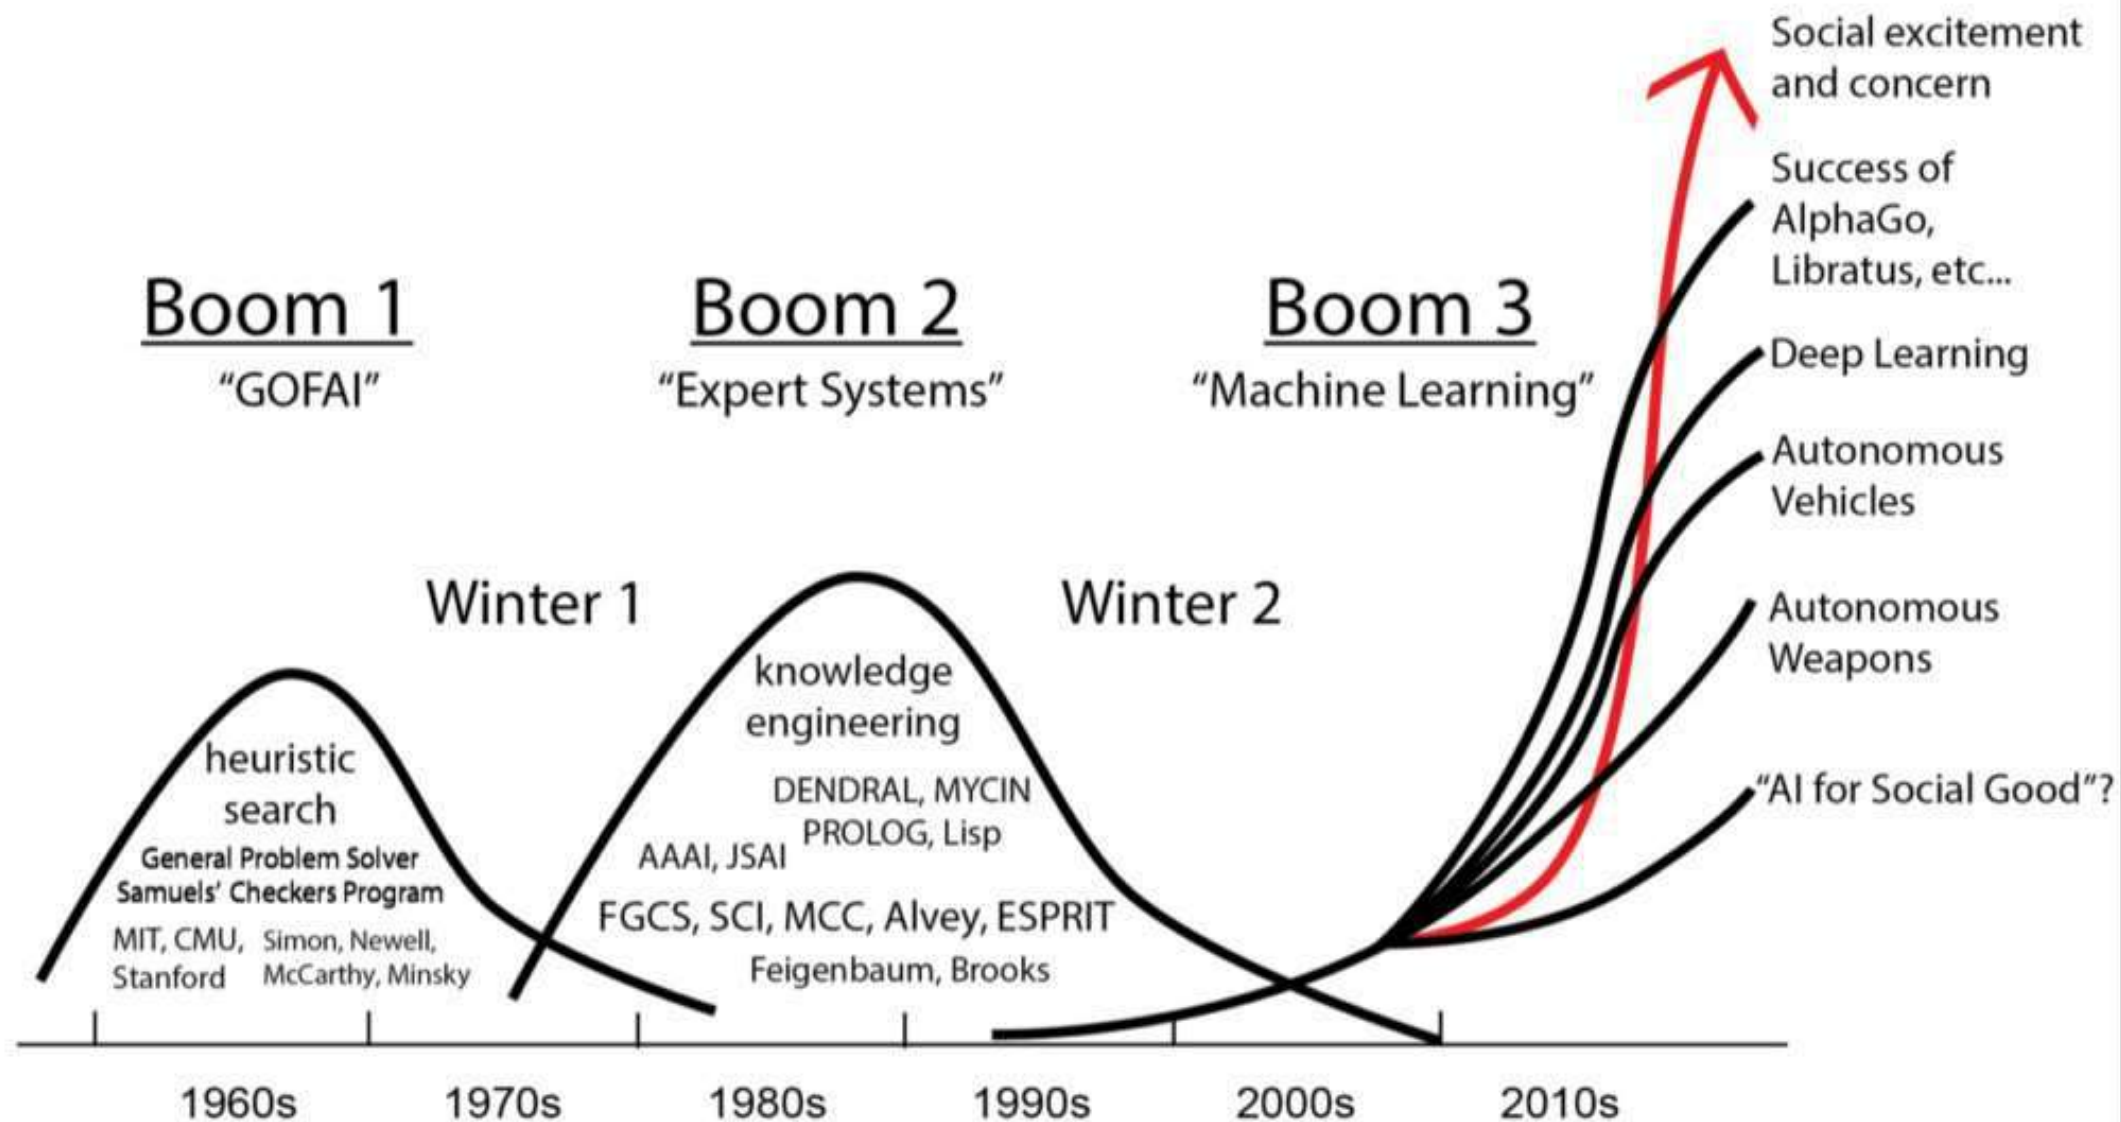 Social excitement
and concern
Success of
AlphaGo,
Libratus, etc...
Boom 1
"GOFAI"
Boom 2
"Expert Systems"
Boom 3
"Machine Learning"
Deep Learning
Autonomous
Vehicles
Winter 1
Winter 2
Autonomous
Weapons
"AI for Social Good"?
heuristic
search
General Problem Solver
Samuels' Checkers Program
MIT, CMU,
Stanford
Simon, Newell,
McCarthy, Minsky
knowledge
engineering
DENDRAL, MYCIN
PROLOG, Lisp
AAAI, JSAI
FGCS, SCI, MCC, Alvey, ESPRIT
Feigenbaum, Brooks
1960s 1970s 1980s 1990s 2000s 2010s